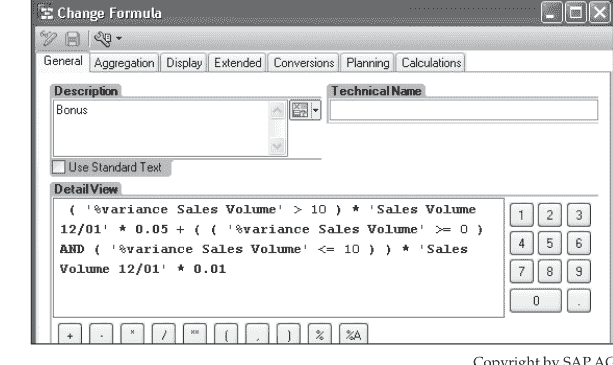 Change Formula
General Aggregation Display Extended Conversions Planning Calculations
Description Technical Name
Bonus
Use Standard Text
Detail View
( '%variance Sales Volume' > 10 ) * 'Sales Volume
12/01' * 0.05 + ( ( '%variance Sales Volume' >= 0 )
AND ( '%variance Sales Volume' <= 10 ) ) * 'Sales
Volume 12/01' * 0.01
1 2 3
4 5 6
7 8 9
0 .
+ - * / ** ( , ) % %A
Copyright by SAP AG